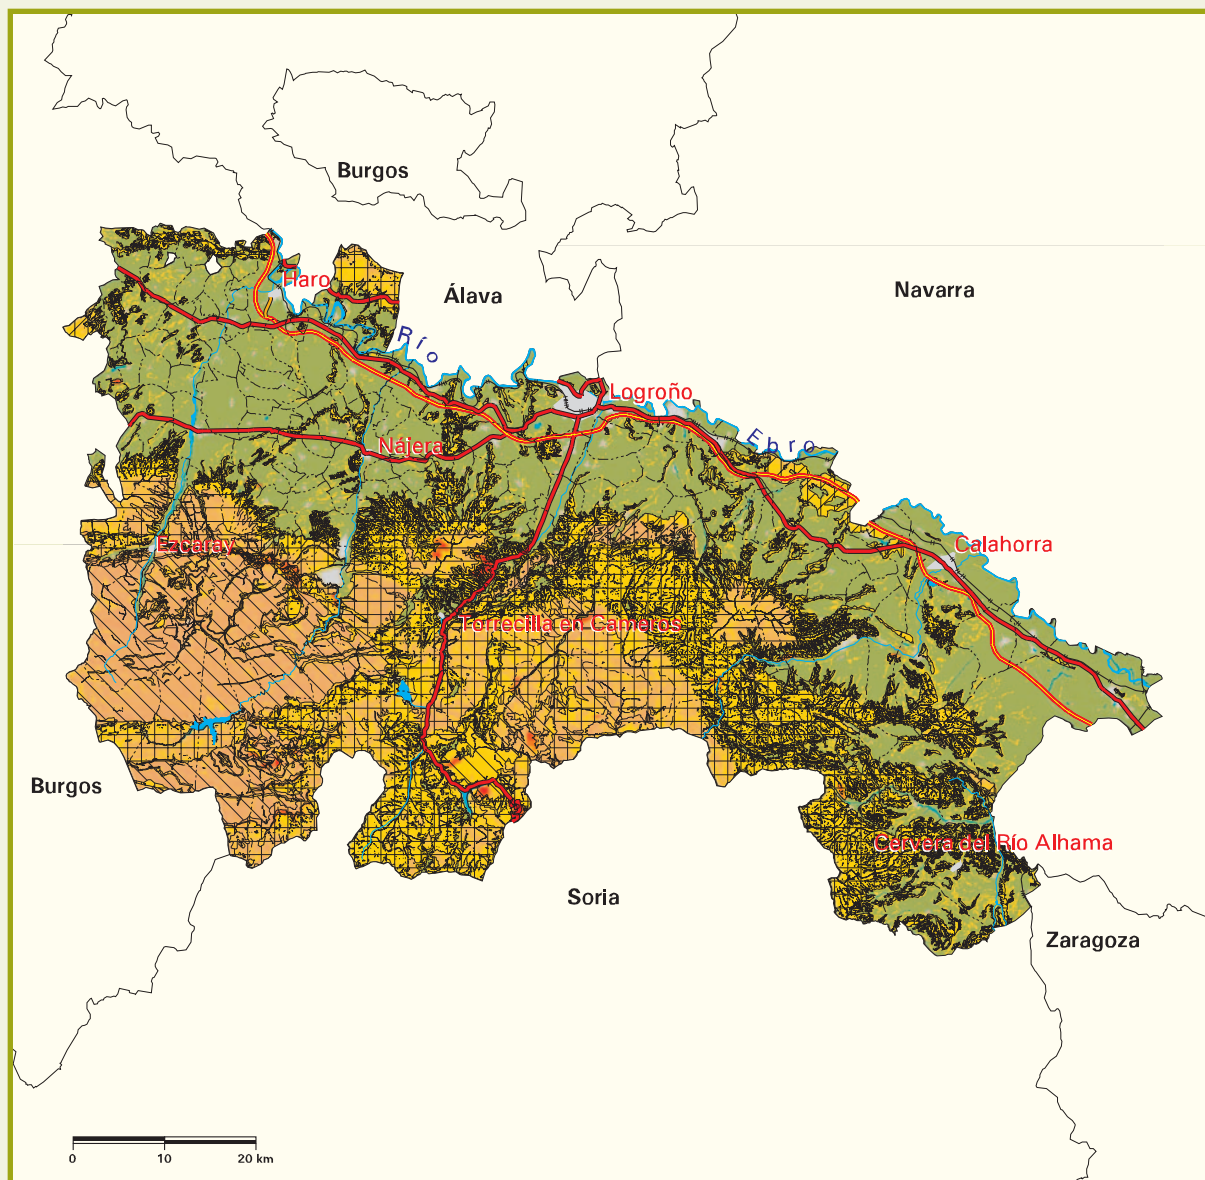 Burgos
Haro
Álava
Navarra
Río
Logroño
Ebro
Nájera
Ezcaray
Calahorra
Torrecilla en Cameros
Burgos
Cervera del Río Alhama
Soria
Zaragoza
0 10 20 km